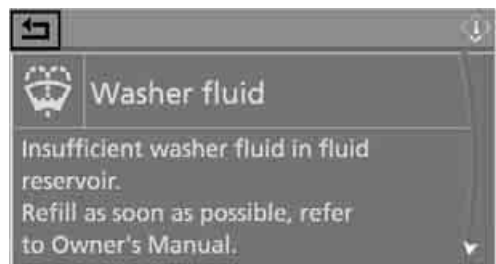 Washer fluid
Insufficient washer fluid in fluid
reservoir.
Refill as soon as possible, refer
to Owner's Manual.